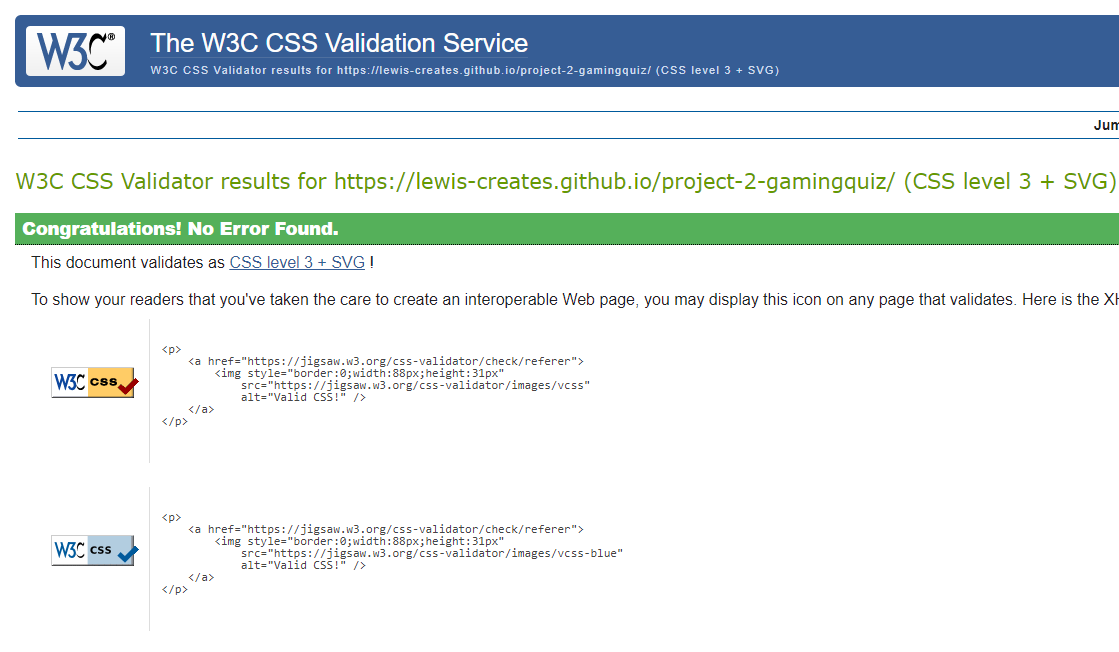 W3C®
The W3C CSS Validation Service
W3C CSS Validator results for https://lewis-creates.github.io/project-2-gamingquiz/ (CSS level 3 + SVG)
Jum
W3C CSS Validator results for https://lewis-creates.github.io/project-2-gamingquiz/ (CSS level 3 + SVG)
Congratulations! No Error Found.
This document validates as CSS level 3 + SVG !
To show your readers that you've taken the care to create an interoperable Web page, you may display this icon on any page that validates. Here is the XH
<p>
<a href="https://jigsaw.w3.org/css-validator/check/referer">
<img style="border:0;width:88px;height:31px"
W3C css
src="https://jigsaw.w3.org/css-validator/images/vcss"
alt="Valid CSS!" />
</a>
</p>
<p>
<a href="https://jigsaw.w3.org/css-validator/check/referer">
<img style="border:0;width:88px;height:31px"
W3C css
src="https://jigsaw.w3.org/css-validator/images/vcss-blue"
alt="Valid CSS!" />
</a>
</p>